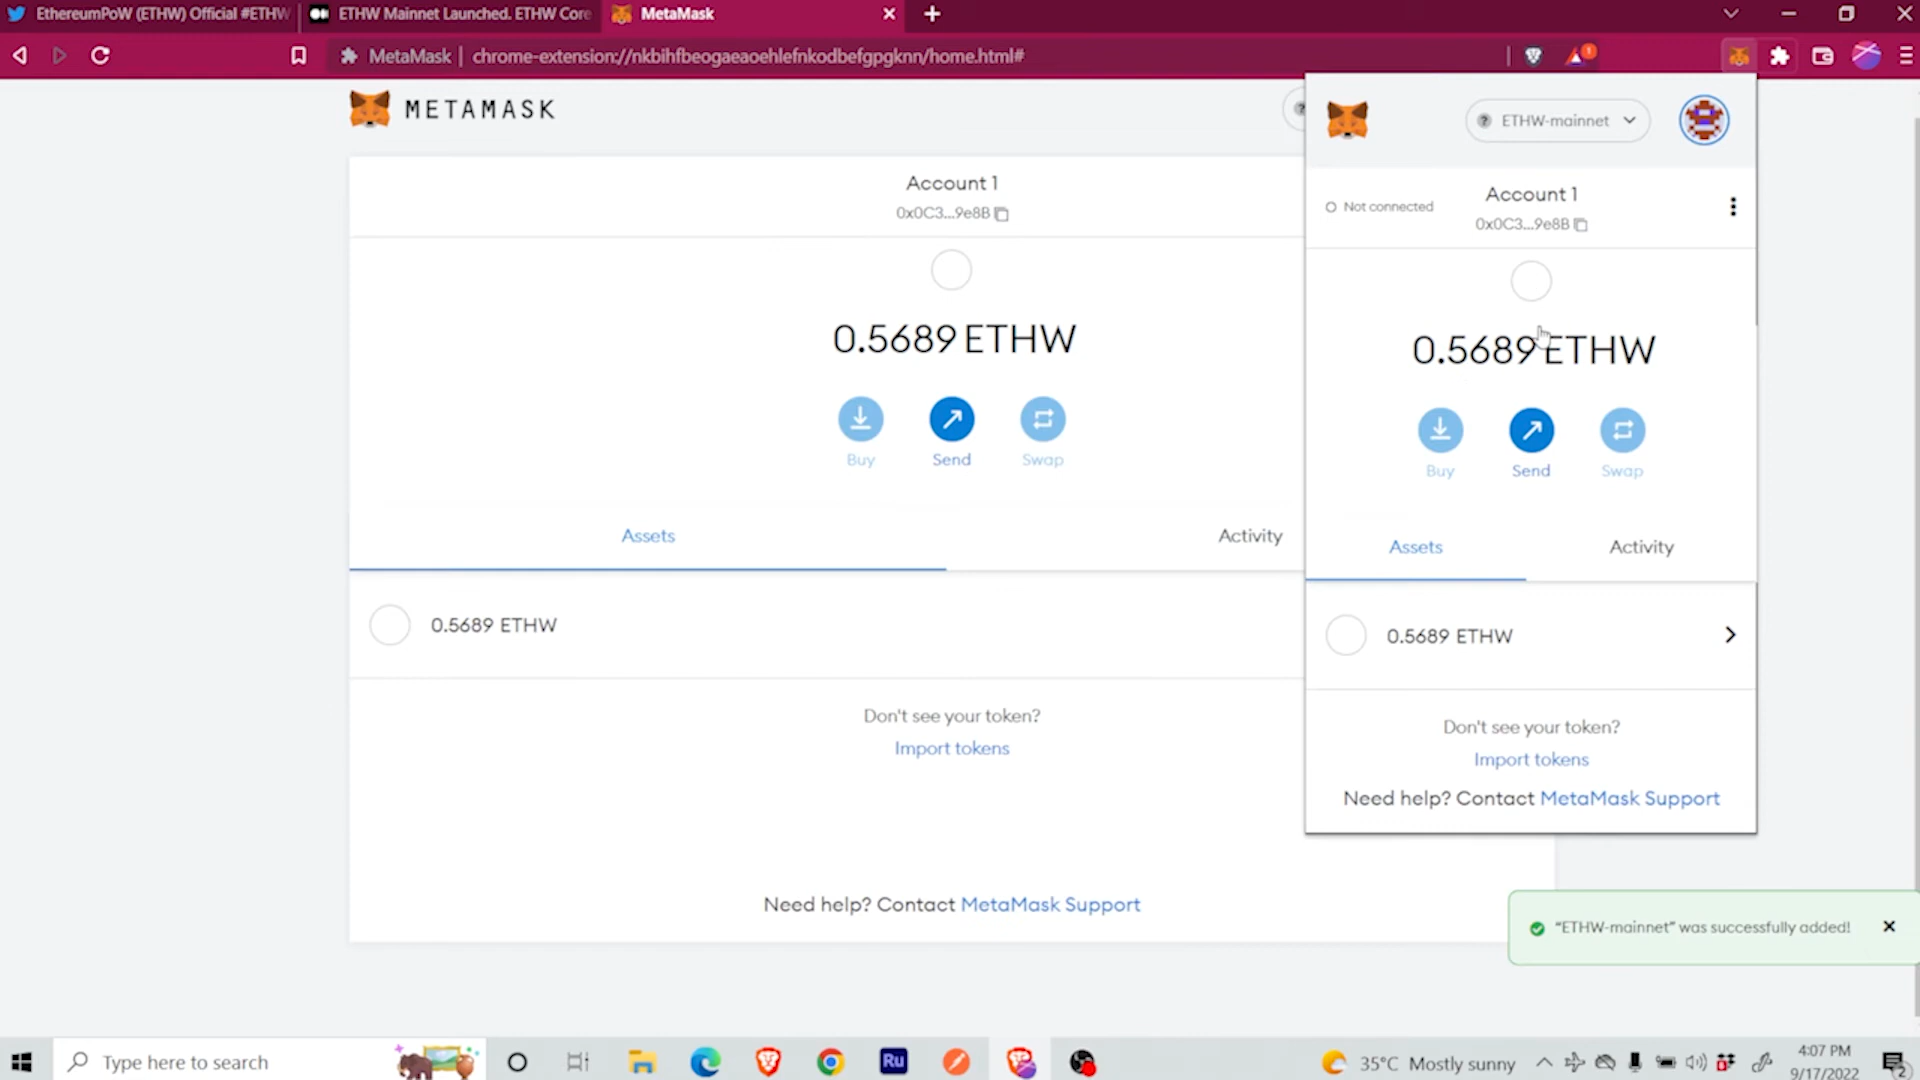 EthereumPoW (ETHW) Official #ETHW
ETHW Mainnet Launched. ETHW Core
MetaMask
MetaMask
chrome-extension://nkbihfbeogaeaoehlefnkodbefgpgknn/home.html#
1
METAMASK
?
Account 1
0x0C3...9e8B
0.5689 ETHW
Buy
Send
Swap
Assets
Activity
0.5689 ETHW
Don't see your token?
Import tokens
Need help? Contact MetaMask Support
? ETHW-mainnet
Not connected
Account 1
0x0C3...9e8B
0.5689 ETHW
Buy
Send
Swap
Assets
Activity
0.5689 ETHW
Don't see your token?
Import tokens
Need help? Contact MetaMask Support
"ETHW-mainnet" was successfully added!
Type here to search
Ru
35°C Mostly sunny
4:07 PM
9/17/2022
2